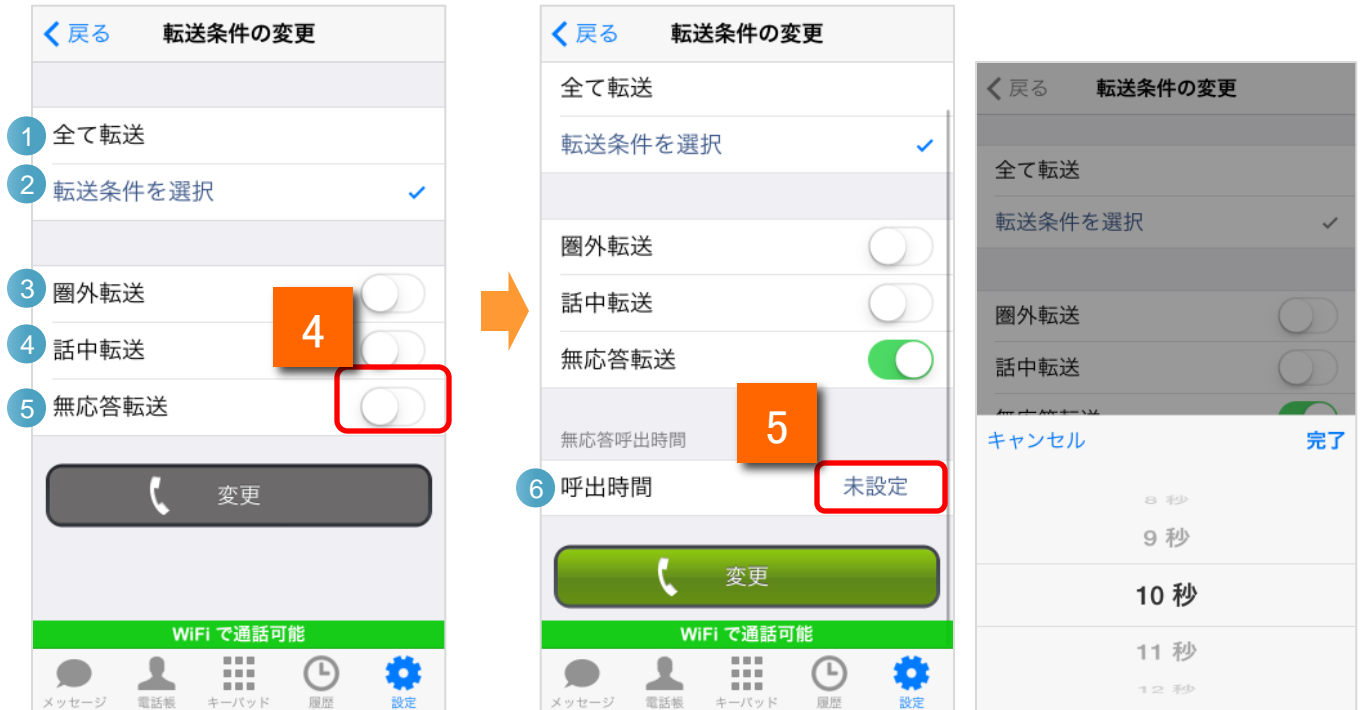 戻る 転送条件の変更
1 全て転送
2 転送条件を選択
3 圏外転送
4
4 話中転送
5 無応答転送
変更
WiFi で通話可能
メッセージ 電話帳 キーパッド 履歴 設定
戻る 転送条件の変更
全て転送
転送条件を選択
圏外転送
話中転送
無応答転送
5
無応答呼出時間
6 呼出時間 未設定
変更
WiFi で通話可能
メッセージ 電話帳 キーパッド 履歴 設定
戻る 転送条件の変更
全て転送
転送条件を選択
圏外転送
話中転送
無応答転送
キャンセル 完了
8 秒
9 秒
10 秒
11 秒
12 秒